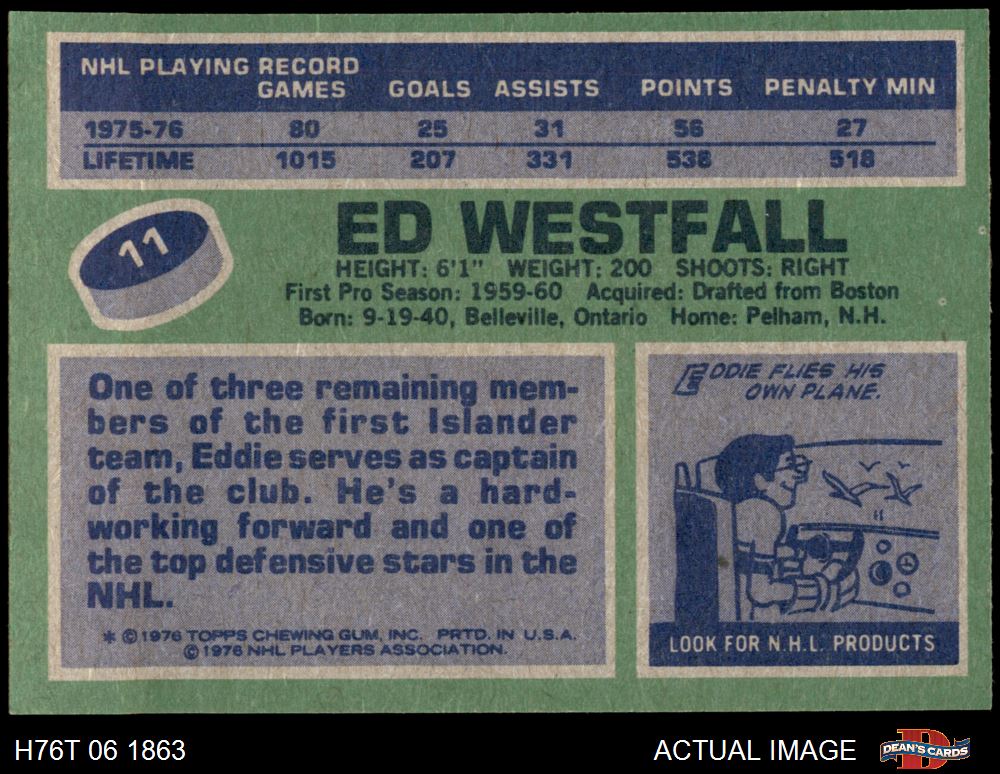 NHL PLAYING RECORD
GAMES GOALS ASSISTS POINTS PENALTY MIN
1975-76 80 25 31 56 27
LIFETIME 1015 207 331 538 518
11
ED WESTFALL
HEIGHT: 6'1" WEIGHT: 200 SHOOTS: RIGHT
First Pro Season: 1959-60 Acquired: Drafted from Boston
Born: 9-19-40, Belleville, Ontario Home: Pelham, N.H.
One of three remaining mem-
bers of the first Islander
team, Eddie serves as captain
of the club. He's a hard-
working forward and one of
the top defensive stars in the
NHL.
* © 1976 TOPPS CHEWING GUM, INC. PRTD. IN U.S.A.
© 1976 NHL PLAYERS ASSOCIATION.
EDDIE FLIES HIS
OWN PLANE.
LOOK FOR N.H.L. PRODUCTS
H76T 06 1863
ACTUAL IMAGE
D
DEAN'S CARDS